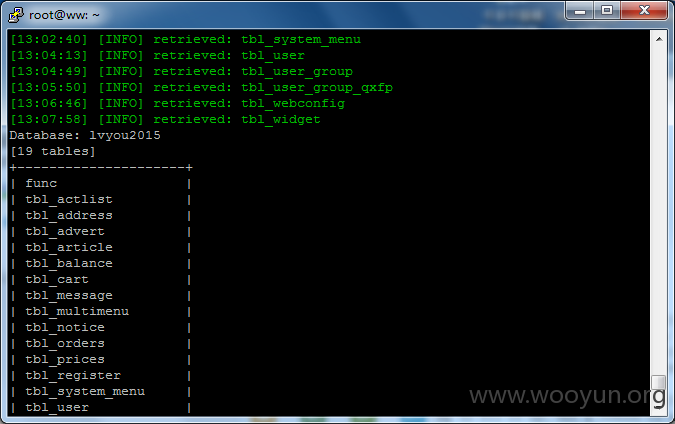 root@ww: ~
[13:02:40] [INFO] retrieved: tbl_system_menu
[13:04:13] [INFO] retrieved: tbl_user
[13:04:49] [INFO] retrieved: tbl_user_group
[13:05:50] [INFO] retrieved: tbl_user_group_qxfp
[13:06:46] [INFO] retrieved: tbl_webconfig
[13:07:58] [INFO] retrieved: tbl_widget
Database: lvyou2015
[19 tables]
+---------------------+
| func                |
| tbl_actlist         |
| tbl_address         |
| tbl_advert          |
| tbl_article         |
| tbl_balance         |
| tbl_cart            |
| tbl_message         |
| tbl_multimenu       |
| tbl_notice          |
| tbl_orders          |
| tbl_prices          |
| tbl_register        |
| tbl_system_menu     |
| tbl_user            |
www.wooyun.org